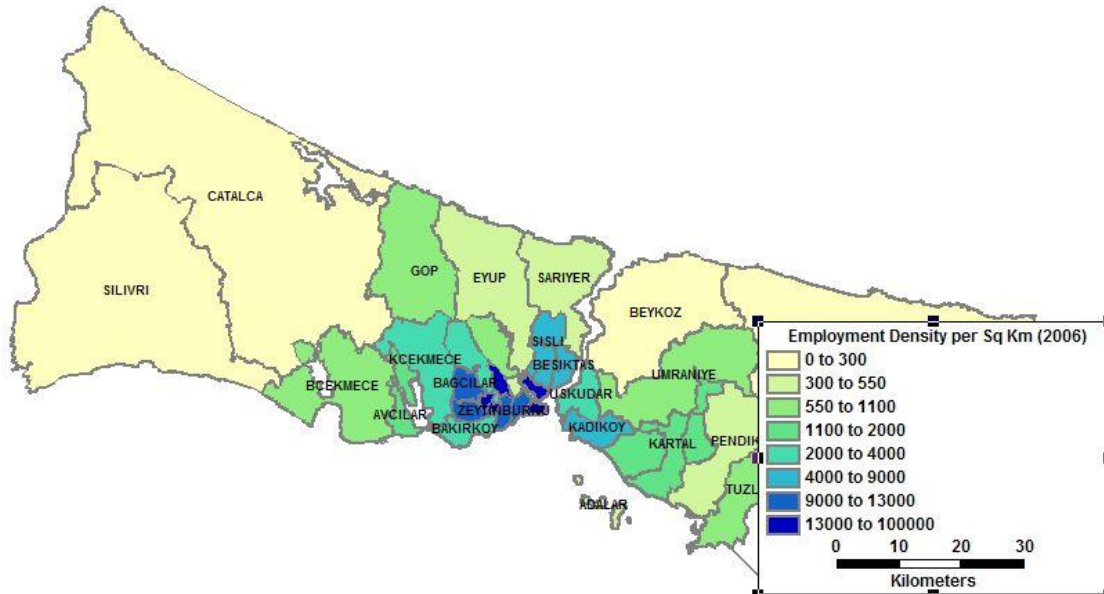 CATALCA
SILIVRI
GOP
EYUP
SARIYER
BEYKOZ
SISLI
KCEKMECE
BESIKTAS
UMRANIYE
BCEKMECE
BAGCILAR
USKUDAR
AVCILAR
ZEYTINBURNU
BAKIRKOY
KADIKOY
KARTAL
PENDIK
TUZL
ADALAR
Employment Density per Sq Km (2006)
0 to 300
300 to 550
550 to 1100
1100 to 2000
2000 to 4000
4000 to 9000
9000 to 13000
13000 to 100000
0 10 20 30
Kilometers